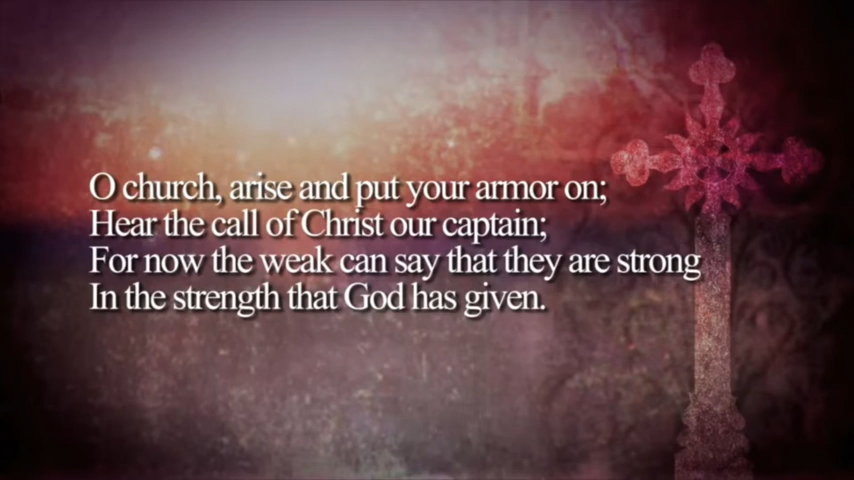 O church, arise and put your armor on;
Hear the call of Christ our captain;
For now the weak can say that they are strong
In the strength that God has given.